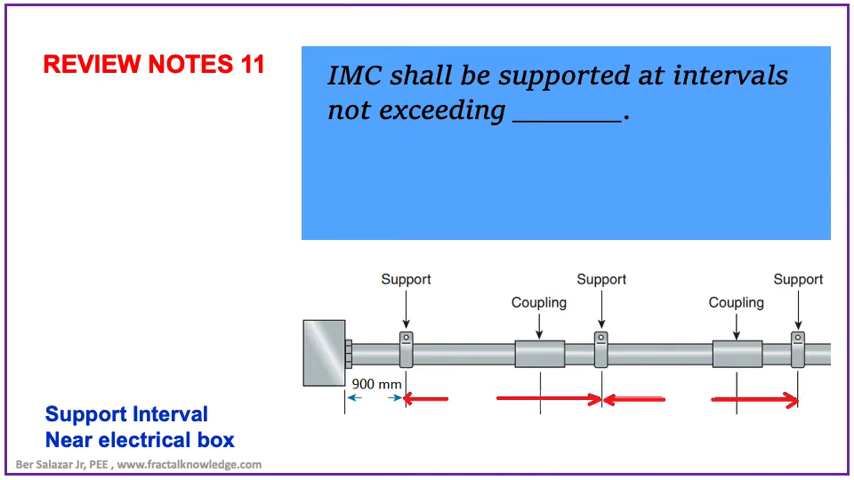 REVIEW NOTES 11
IMC shall be supported at intervals
not exceeding ________.
Support
Support
Support
Coupling
Coupling
900 mm
Support Interval
Near electrical box
Ber Salazar Jr, PEE , www.fractalknowledge.com